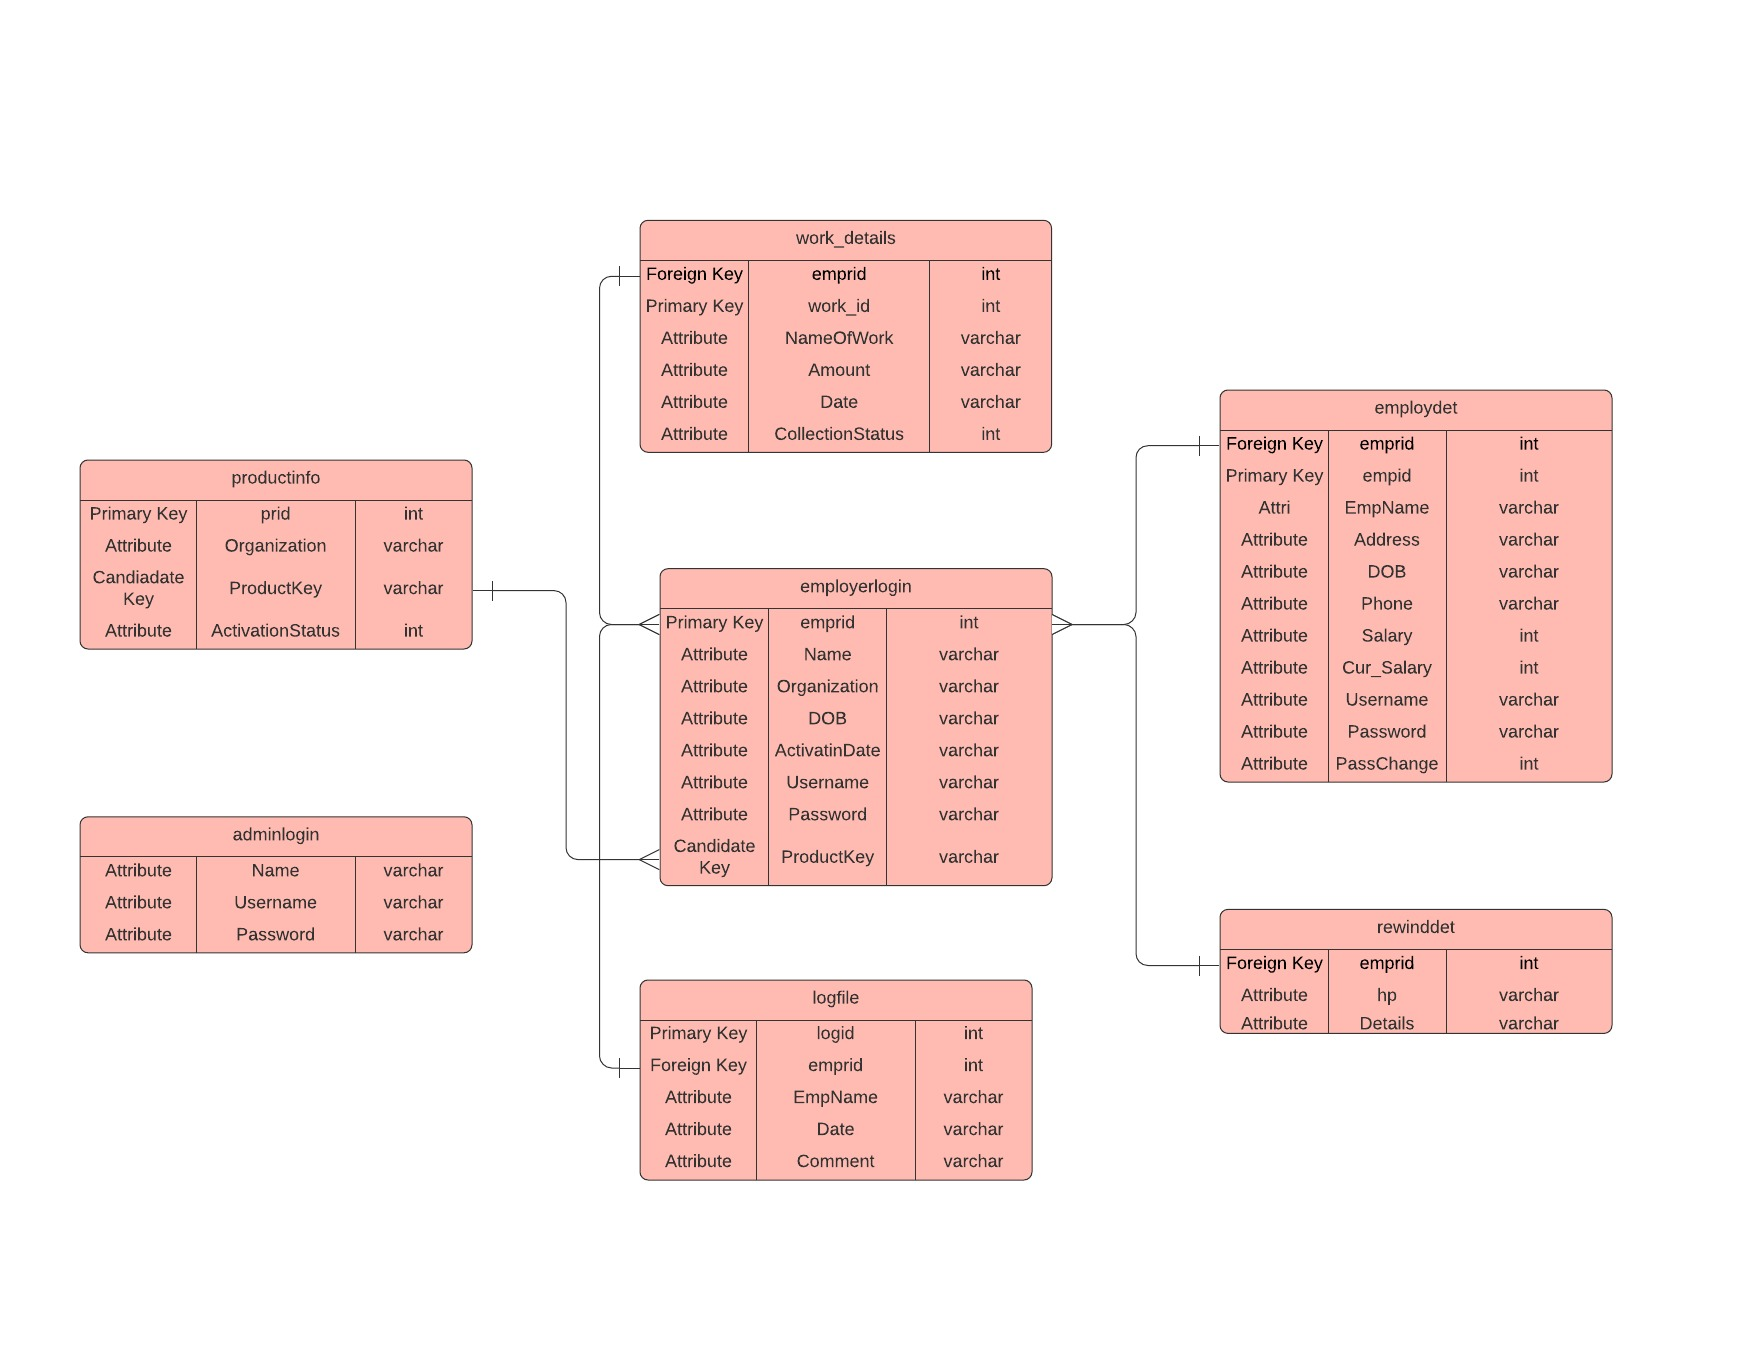 work_details
Foreign Key emprid int
Primary Key work_id int
Attribute NameOfWork varchar
Attribute Amount varchar
Attribute Date varchar
Attribute CollectionStatus int
employdet
Foreign Key emprid int
Primary Key empid int
Attri EmpName varchar
Attribute Address varchar
Attribute DOB varchar
Attribute Phone varchar
Attribute Salary int
Attribute Cur_Salary int
Attribute Username varchar
Attribute Password varchar
Attribute PassChange int
productinfo
Primary Key prid int
Attribute Organization varchar
Candiadate
Key ProductKey varchar
Attribute ActivationStatus int
employerlogin
Primary Key emprid int
Attribute Name varchar
Attribute Organization varchar
Attribute DOB varchar
Attribute ActivatinDate varchar
Attribute Username varchar
Attribute Password varchar
Candidate
Key ProductKey varchar
adminlogin
Attribute Name varchar
Attribute Username varchar
Attribute Password varchar
rewinddet
Foreign Key emprid int
Attribute hp varchar
Attribute Details varchar
logfile
Primary Key logid int
Foreign Key emprid int
Attribute EmpName varchar
Attribute Date varchar
Attribute Comment varchar